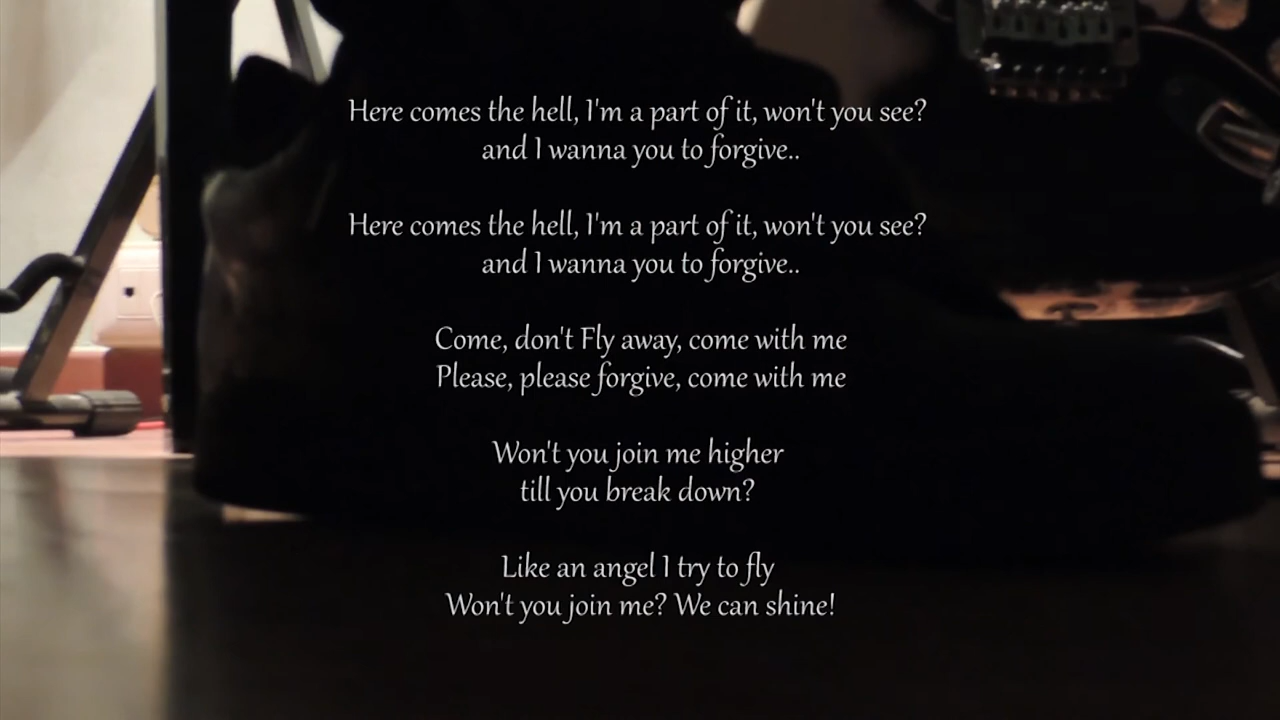 Here comes the hell, I'm a part of it, won't you see?
and I wanna you to forgive..
Here comes the hell, I'm a part of it, won't you see?
and I wanna you to forgive..
Come, don't Fly away, come with me
Please, please forgive, come with me
Won't you join me higher
till you break down?
Like an angel I try to fly
Won't you join me? We can shine!